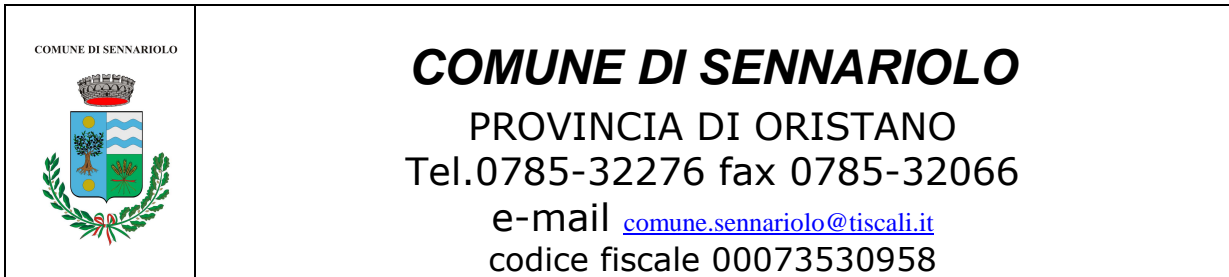 COMUNE DI SENNARIOLO
COMUNE DI SENNARIOLO
PROVINCIA DI ORISTANO
Tel.0785-32276 fax 0785-32066
e-mail comune.sennariolo@tiscali.it
codice fiscale 00073530958